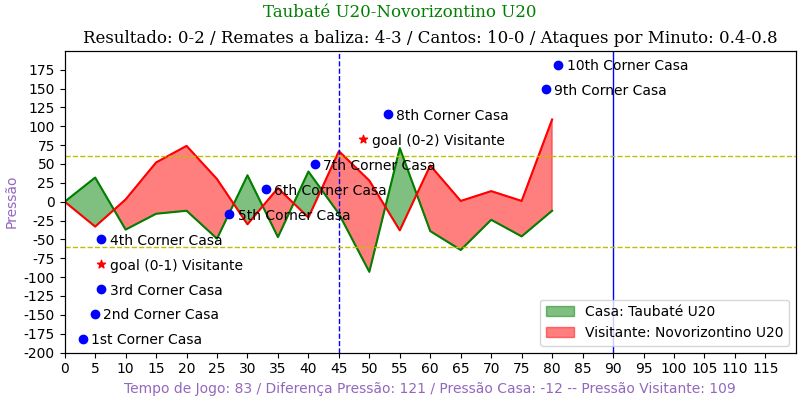 Taubaté U20-Novorizontino U20
Resultado: 0-2 / Remates a baliza: 4-3 / Cantos: 10-0 / Ataques por Minuto: 0.4-0.8
Pressão
175
150
125
100
75
50
25
0
-25
-50
-75
-100
-125
-150
-175
-200
10th Corner Casa
9th Corner Casa
8th Corner Casa
goal (0-2) Visitante
7th Corner Casa
6th Corner Casa
5th Corner Casa
4th Corner Casa
goal (0-1) Visitante
3rd Corner Casa
2nd Corner Casa
1st Corner Casa
Casa: Taubaté U20
Visitante: Novorizontino U20
0 5 10 15 20 25 30 35 40 45 50 55 60 65 70 75 80 85 90 95 100 105 110 115
Tempo de Jogo: 83 / Diferença Pressão: 121 / Pressão Casa: -12 -- Pressão Visitante: 109